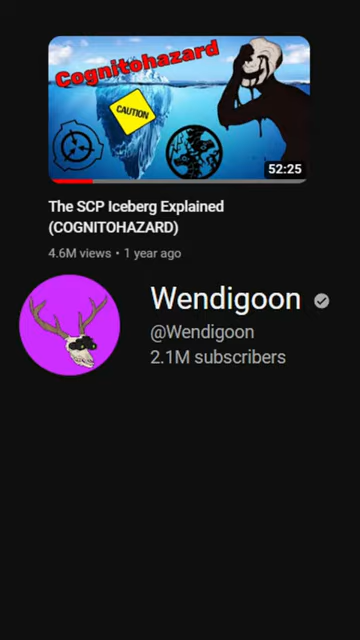 Cognitohazard
CAUTION
52:25
The SCP Iceberg Explained
(COGNITOHAZARD)
4.6M views • 1 year ago
Wendigoon
@Wendigoon
2.1M subscribers